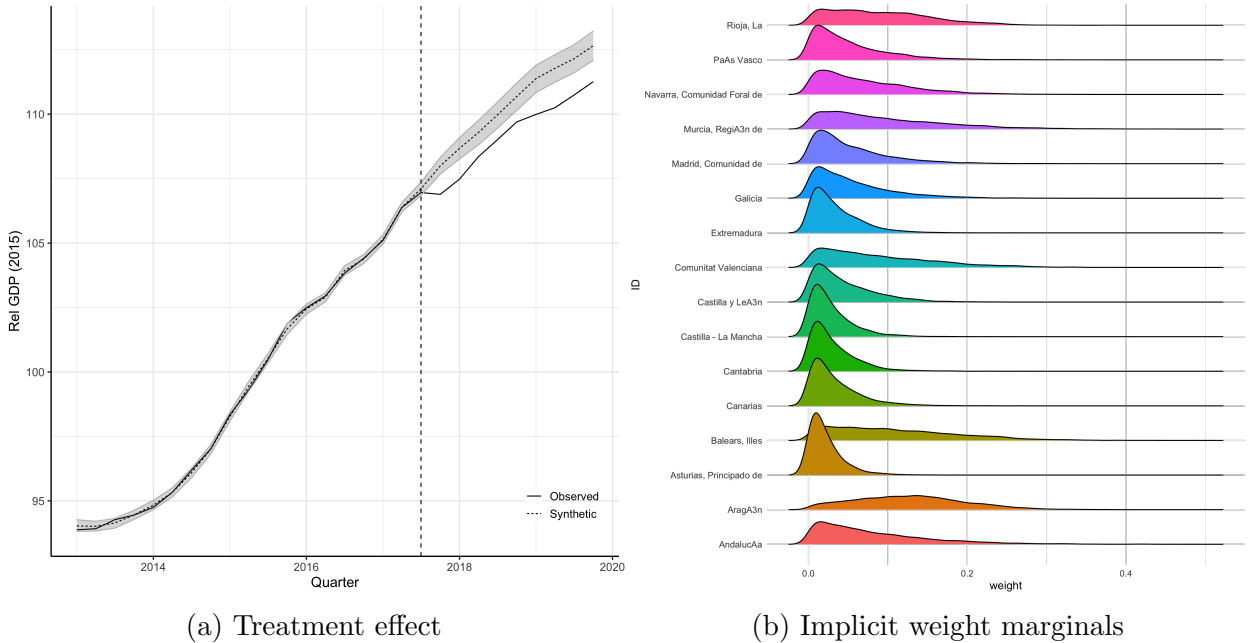 Rel GDP (2015)
110
105
100
95
2014
2016
2018
2020
Quarter
Observed
Synthetic
(a) Treatment effect
ID
Rioja, La
PaAs Vasco
Navarra, Comunidad Foral de
Murcia, RegiA3n de
Madrid, Comunidad de
Galicia
Extremadura
Comunitat Valenciana
Castilla y LeA3n
Castilla - La Mancha
Cantabria
Canarias
Balears, Illes
Asturias, Principado de
AragA3n
AndalucAa
0.0
0.2
0.4
weight
(b) Implicit weight marginals